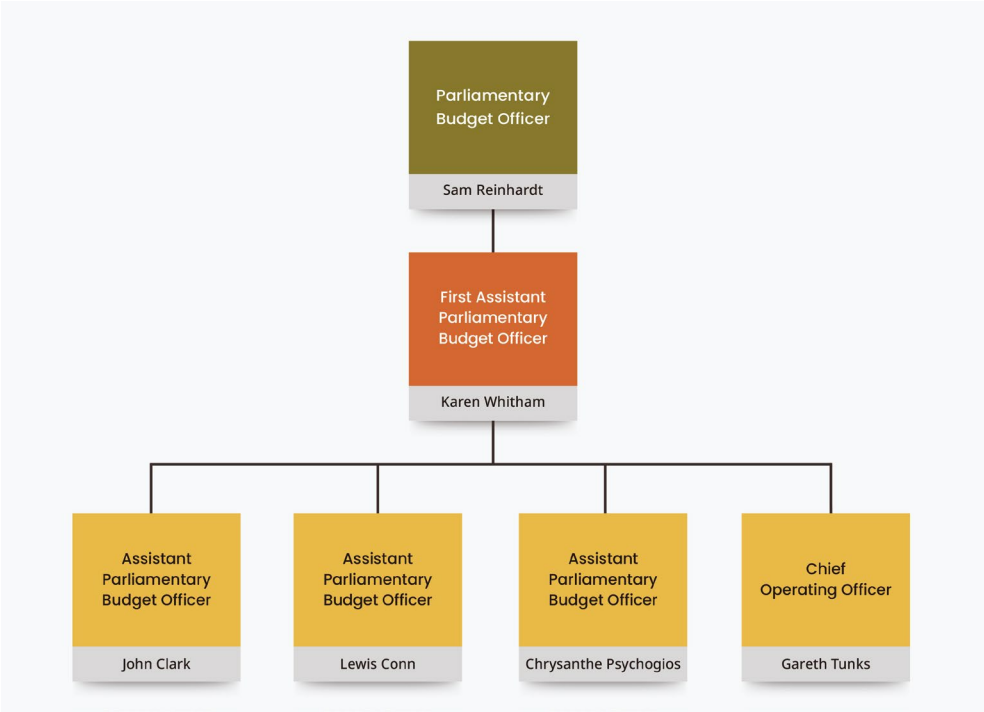 Parliamentary
Budget Officer
Sam Reinhardt
First Assistant
Parliamentary
Budget Officer
Karen Whitham
Assistant
Parliamentary
Budget Officer
John Clark
Assistant
Parliamentary
Budget Officer
Lewis Conn
Assistant
Parliamentary
Budget Officer
Chrysanthe Psychogios
Chief
Operating Officer
Gareth Tunks